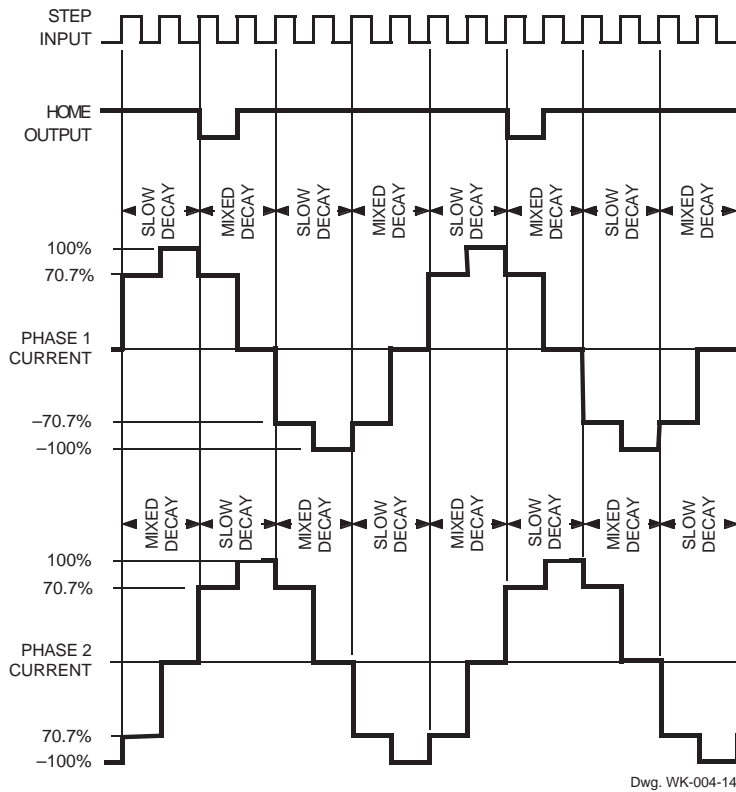 STEP
INPUT
HOME
OUTPUT
SLOW
DECAY
MIXED
DECAY
SLOW
DECAY
MIXED
DECAY
SLOW
DECAY
MIXED
DECAY
SLOW
DECAY
MIXED
DECAY
100%
70.7%
PHASE 1
CURRENT
–70.7%
–100%
MIXED
DECAY
SLOW
DECAY
MIXED
DECAY
SLOW
DECAY
MIXED
DECAY
SLOW
DECAY
MIXED
DECAY
SLOW
DECAY
100%
70.7%
PHASE 2
CURRENT
70.7%
–100%
Dwg. WK-004-14